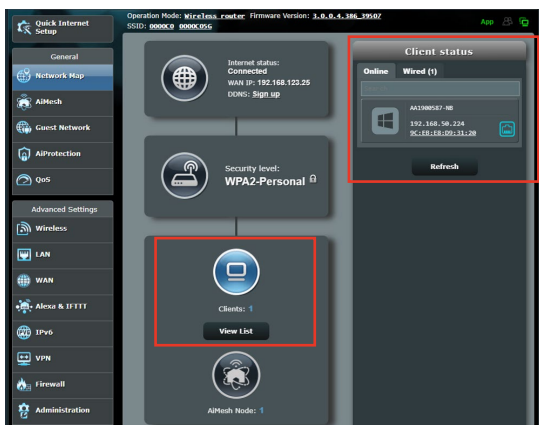 Quick Internet
Setup
General
Network Map
AiMesh
Guest Network
AiProtection
QoS
Advanced Settings
Wireless
LAN
WAN
Alexa & IFTTT
IPv6
VPN
Firewall
Administration
Operation Mode: Wireless router Firmware Version: 3.0.0.4.386_39507
SSID: 0000C0 0000C05G
App
Internet status:
Connected
WAN IP: 192.168.123.25
DDNS: Sign up
Security level:
WPA2-Personal
Clients: 1
View List
AiMesh Node: 1
Client status
Online Wired (1)
AA1900587-NB
192.168.50.224
9C:EB:E8:D9:31:20
Refresh